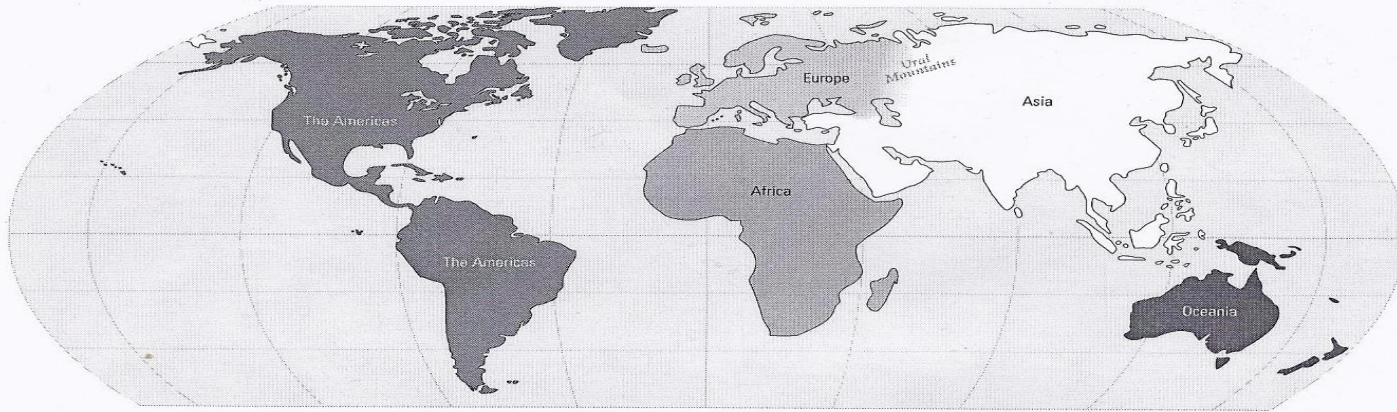 Ural
Mountains
Europe
Asia
The Americas
Africa
The Americas
Oceania